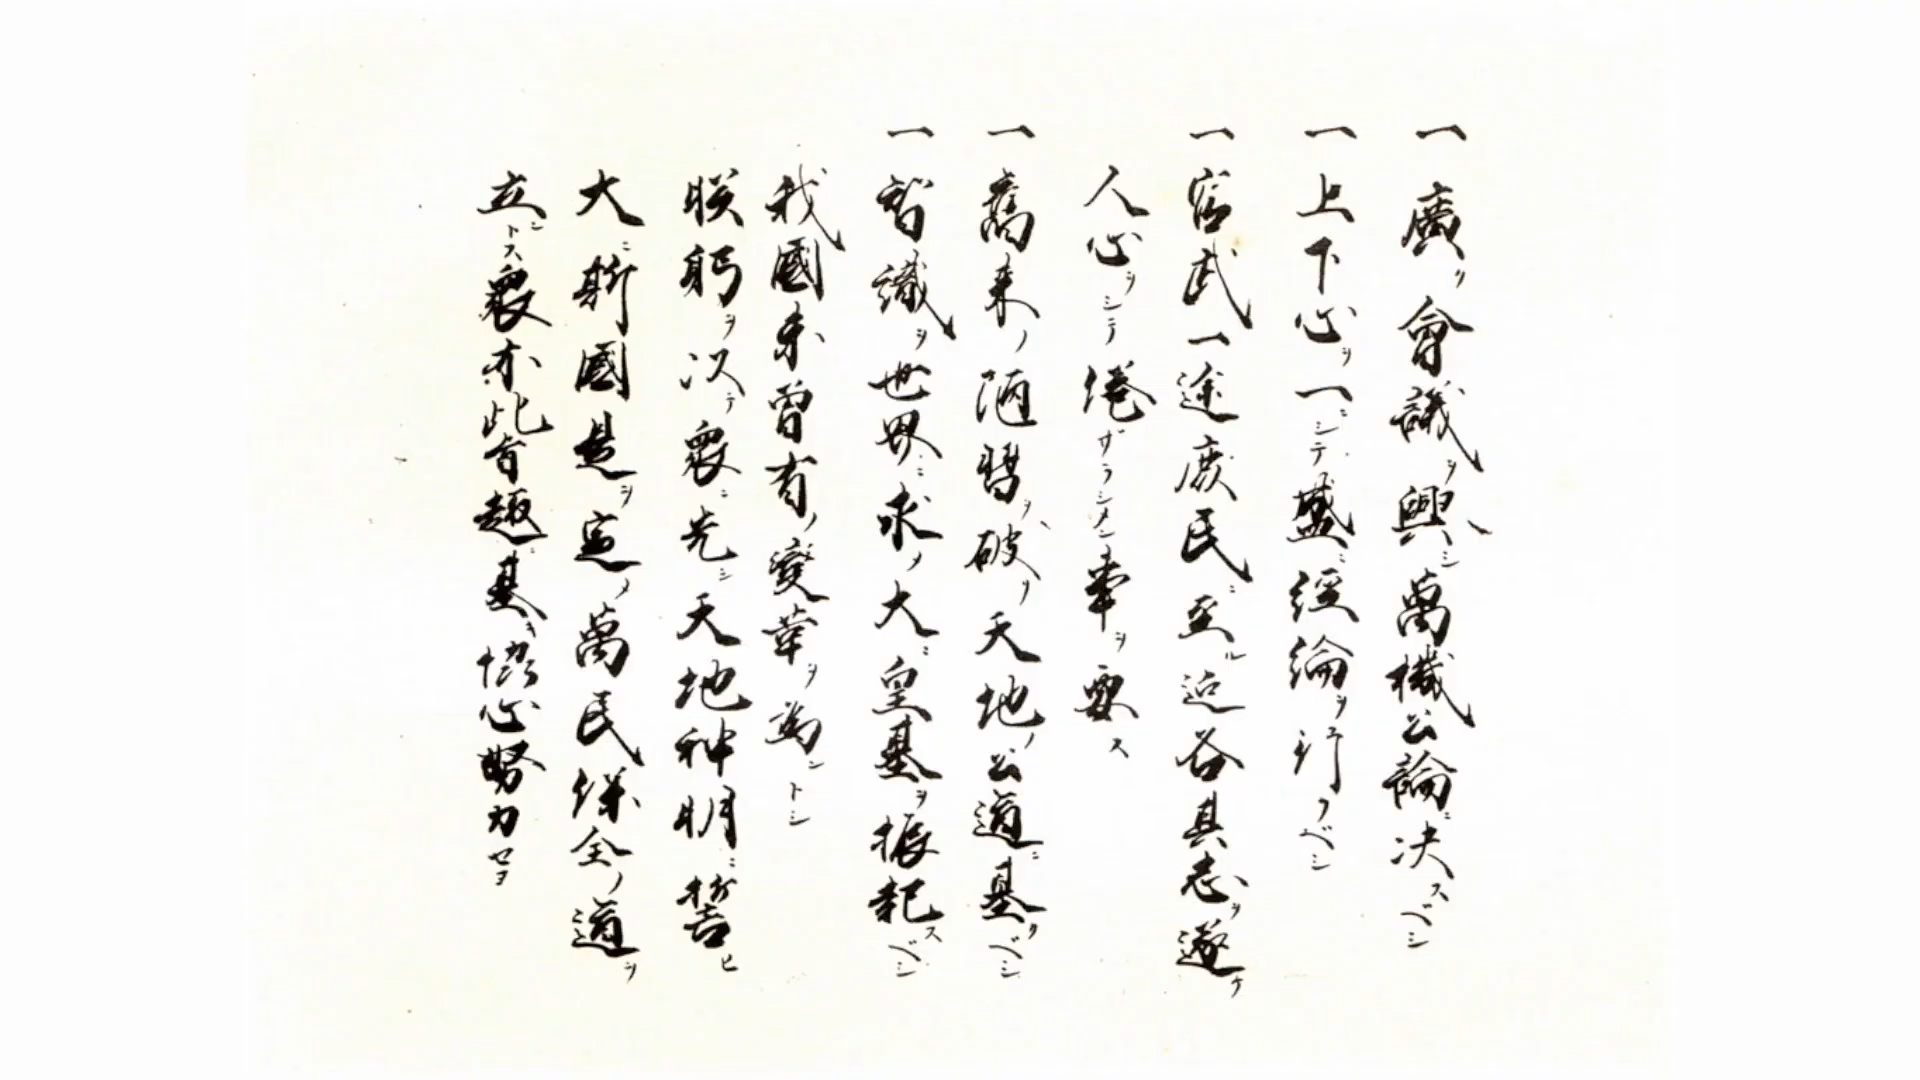 一 廣ク會議ヲ興シ萬機公論ニ決スベシ
一 上下心ヲ一ニシテ盛ニ經綸ヲ行フベシ
一 官武一途庶民ニ至ル迄各其志ヲ遂ケ
人心ヲシテ倦ザラシメン事ヲ要ス
一 舊来ノ陋習ヲ破リ天地ノ公道ニ基クベシ
一 智識ヲ世界ニ求メ大ニ皇基ヲ振起スベシ
我國未曾有ノ變革ヲ為ントシ
朕躬ヲ以テ衆ニ先シ天地神明ニ誓ヒ
大ニ斯國是ヲ定メ萬民保全ノ道ヲ
立ントス衆亦此旨趣ニ基キ協心努力セヨ